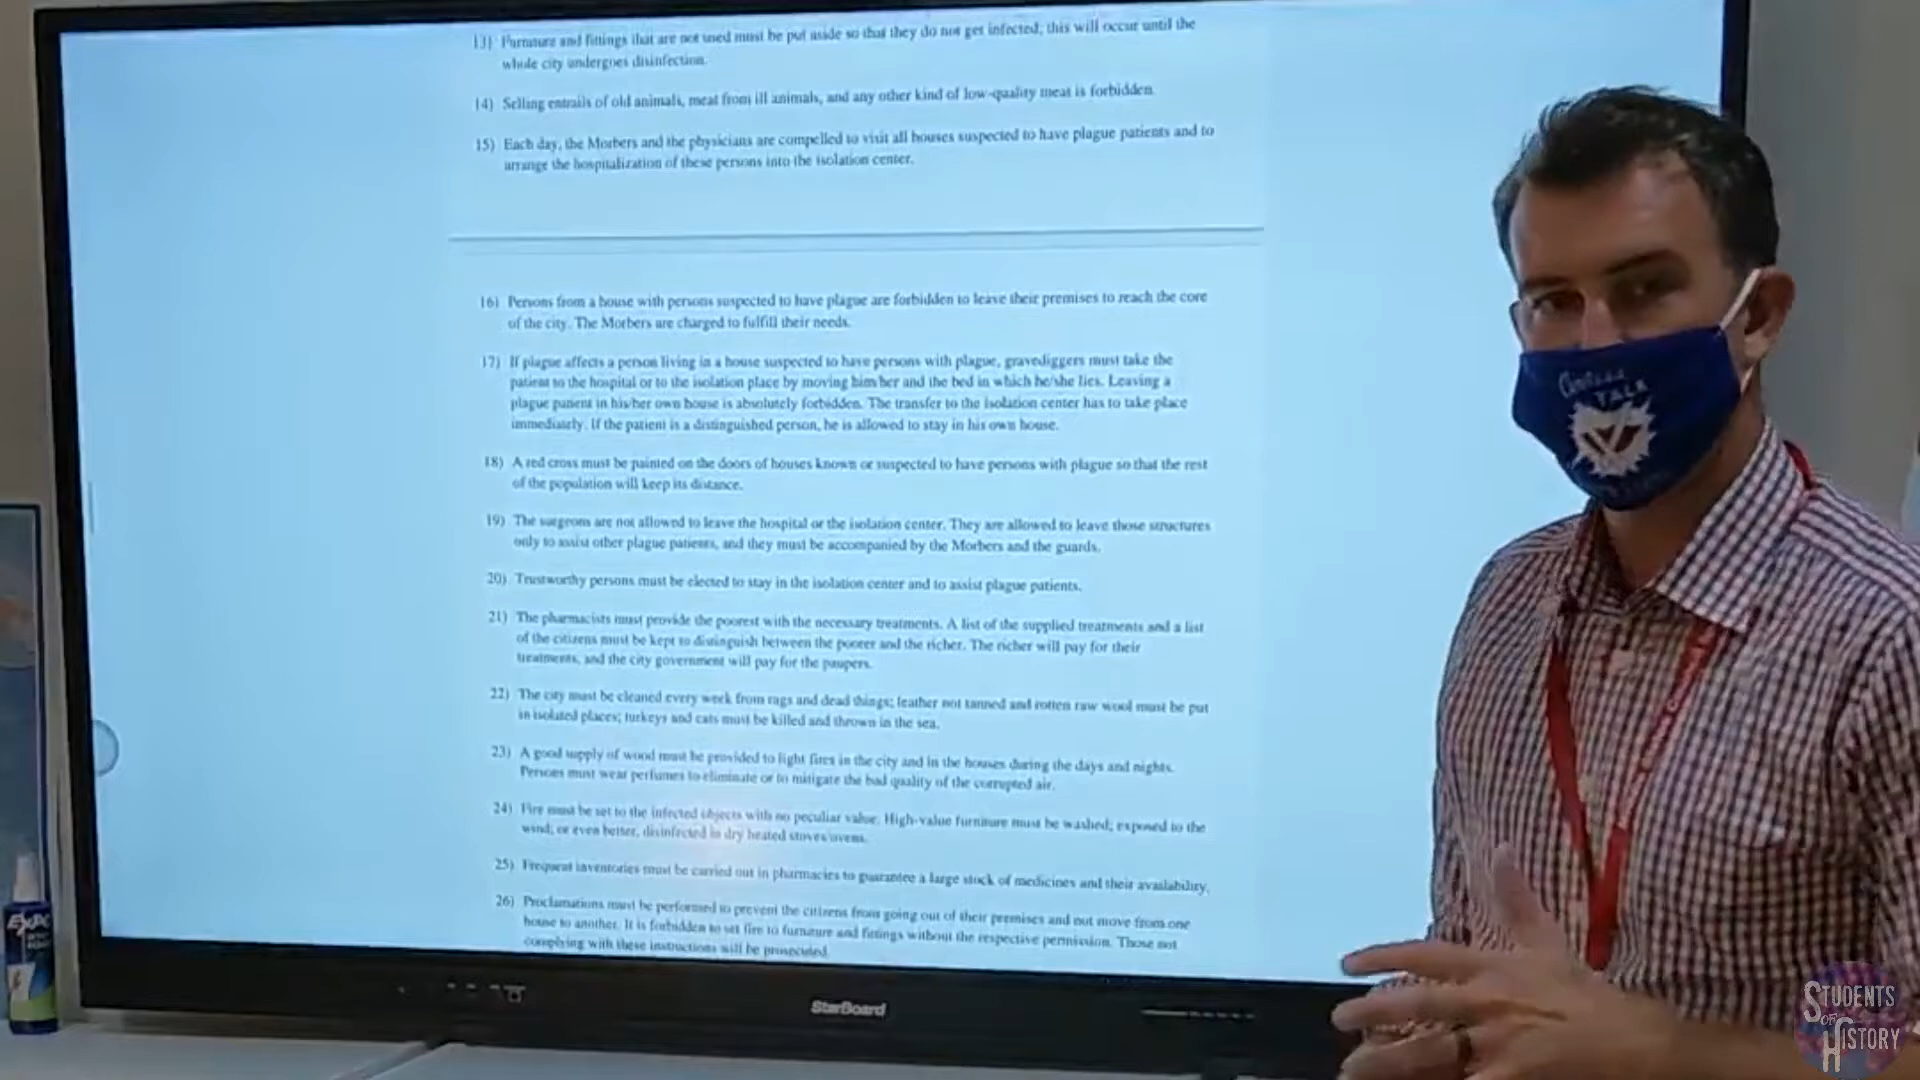 13) Furniture and fittings that are not used must be put aside so that they do not get infected; this will occur until the
whole city undergoes disinfection.
14) Selling entrails of old animals, meat from ill animals, and any other kind of low-quality meat is forbidden.
15) Each day, the Morbers and the physicians are compelled to visit all houses suspected to have plague patients and to
arrange the hospitalization of these persons into the isolation center.
16) Persons from a house with persons suspected to have plague are forbidden to leave their premises to reach the core
of the city. The Morbers are charged to fulfill their needs.
17) If plague affects a person living in a house suspected to have persons with plague, gravediggers must take the
patient to the hospital or to the isolation place by moving him/her and the bed in which he/she lies. Leaving a
plague patient in his/her own house is absolutely forbidden. The transfer to the isolation center has to take place
immediately. If the patient is a distinguished person, he is allowed to stay in his own house.
18) A red cross must be painted on the doors of houses known or suspected to have persons with plague so that the rest
of the population will keep its distance.
19) The surgeons are not allowed to leave the hospital or the isolation center. They are allowed to leave those structures
only to assist other plague patients, and they must be accompanied by the Morbers and the guards.
20) Trustworthy persons must be elected to stay in the isolation center and to assist plague patients.
21) The pharmacists must provide the poorest with the necessary treatments. A list of the supplied treatments and a list
of the citizens must be kept to distinguish between the poorer and the richer. The richer will pay for their
treatments, and the city government will pay for the paupers.
22) The city must be cleaned every week from rags and dead things; leather not tanned and rotten raw wool must be put
in isolated places; turkeys and cats must be killed and thrown in the sea.
23) A good supply of wood must be provided to light fires in the city and in the houses during the days and nights.
Persons must wear perfumes to eliminate or to mitigate the bad quality of the corrupted air.
24) Fire must be set to the infected objects with no peculiar value. High-value furniture must be washed; exposed to the
wind; or even better, disinfected in dry heated stoves/ovens.
25) Frequent inventories must be carried out in pharmacies to guarantee a large stock of medicines and their availability.
26) Proclamations must be performed to prevent the citizens from going out of their premises and not move from one
house to another. It is forbidden to set fire to furniture and fittings without the respective permission. Those not
complying with these instructions will be prosecuted.
StarBoard
EXPO
TALK
STUDENTS
OF
HISTORY